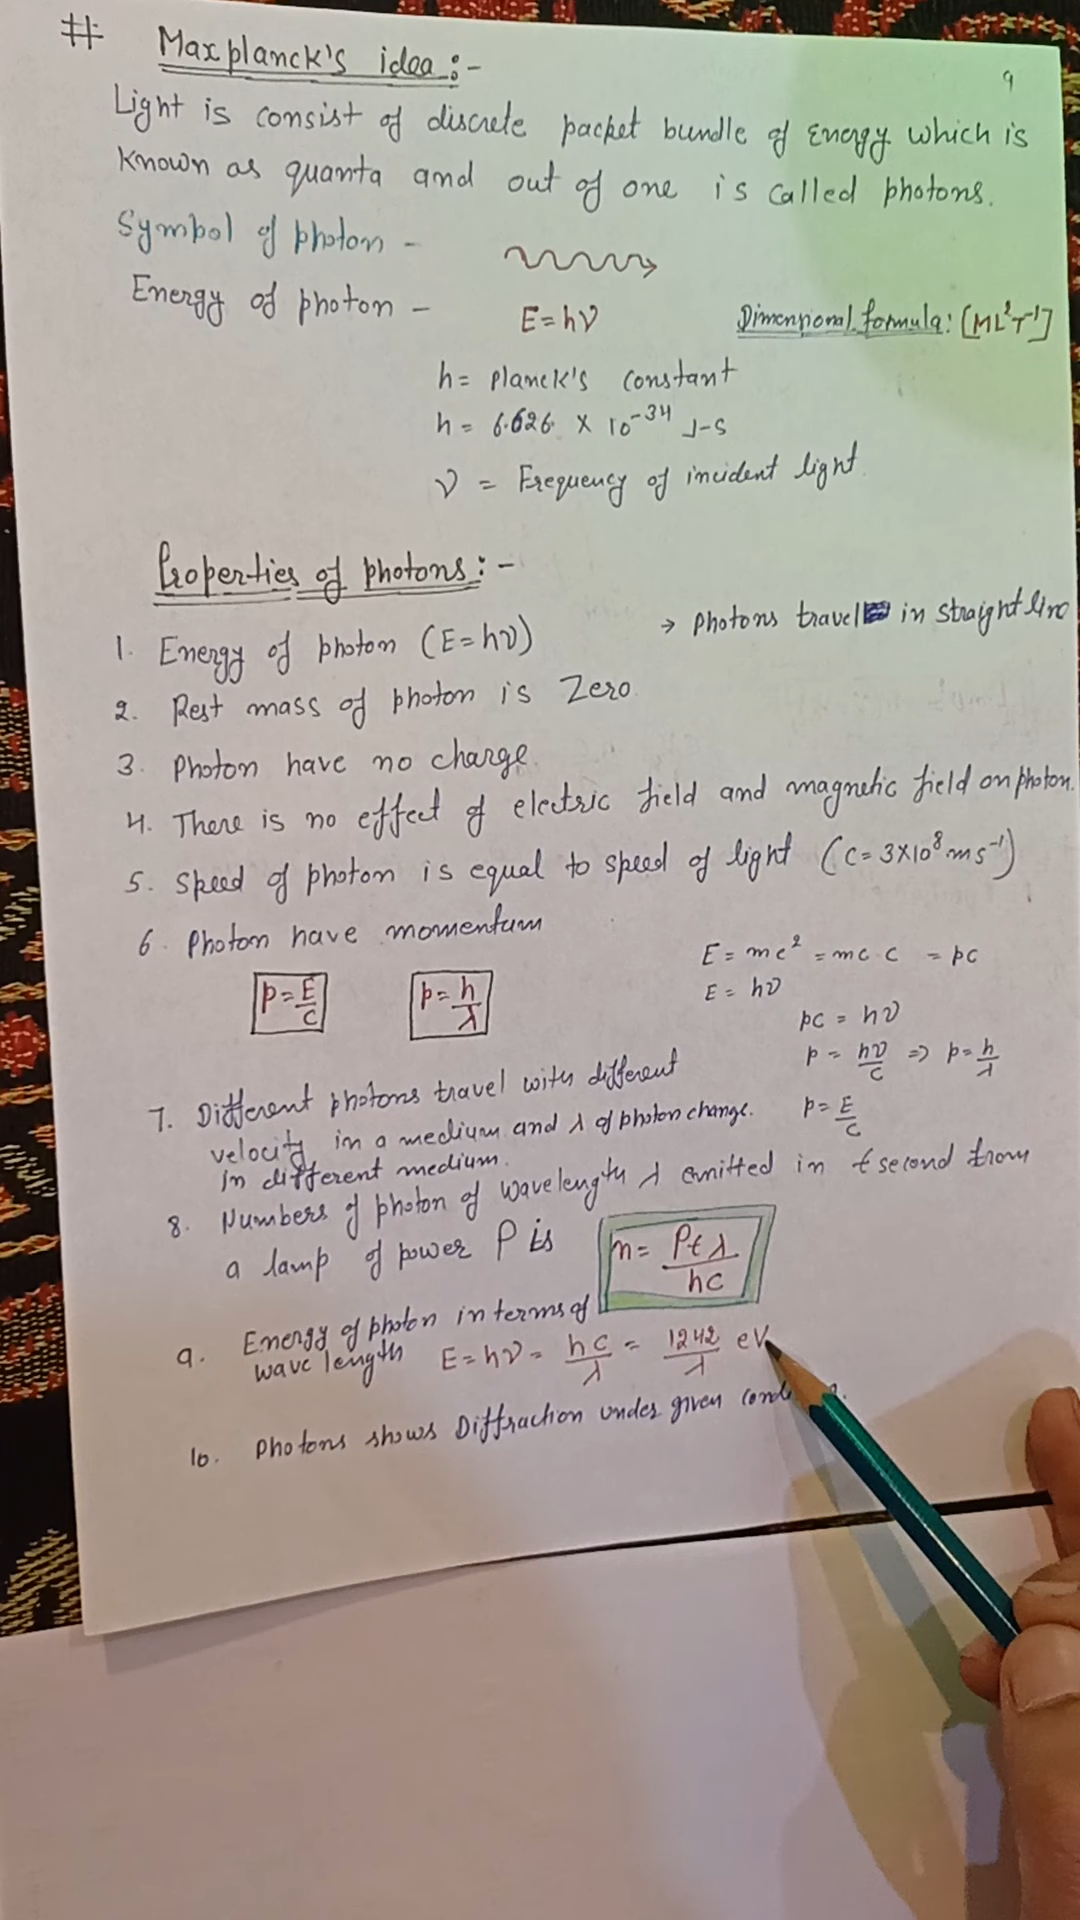 # Maxplanck's idea :-
9
Light is consist of discrete packet bundle of Energy which is
known as quanta and out of one is called photons.
Symbol of photon -
Energy of photon - E = hν Dimensional formula: [ML²T⁻¹]
h = planck's constant
h = 6.626 × 10⁻³⁴ J-S
ν = Frequency of incident light
Properties of photons :-
1. Energy of photon (E = hν) → photons travel in straight line
2. Rest mass of photon is Zero.
3. Photon have no charge.
4. There is no effect of electric field and magnetic field on photon.
5. speed of photon is equal to speed of light (C = 3×10⁸ ms⁻¹)
6. Photon have momentum
p = E/C p = h/λ
E = mc² = mc.c = pc
E = hν
pc = hν
p = hν/c ⇒ p = h/λ
p = E/C
7. Different photons travel with different
velocity in a medium and λ of photon change.
in different medium.
8. Numbers of photon of wavelength λ emitted in t second from
a lamp of power P is n = Ptλ/hc
9. Energy of photon in terms of
wave length E = hν = hc/λ = 1242/λ eV
10. Photons shows Diffraction under given